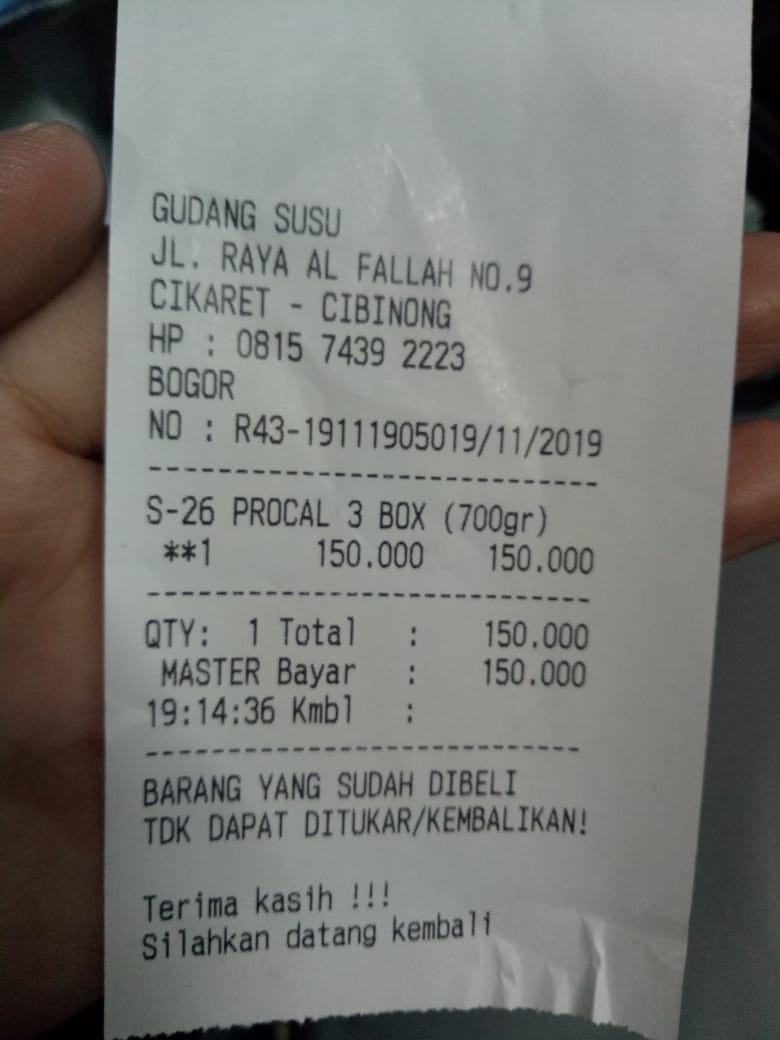 GUDANG SUSU
JL. RAYA AL FALLAH NO.9
CIKARET - CIBINONG
HP : 0815 7439 2223
BOGOR
NO : R43-19111905019/11/2019
----------------------------
S-26 PROCAL 3 BOX (700gr)
**1 150.000 150.000
----------------------------
QTY: 1 Total : 150.000
MASTER Bayar : 150.000
19:14:36 Kmbl :
----------------------------
BARANG YANG SUDAH DIBELI
TDK DAPAT DITUKAR/KEMBALIKAN!
Terima kasih !!!
Silahkan datang kembali